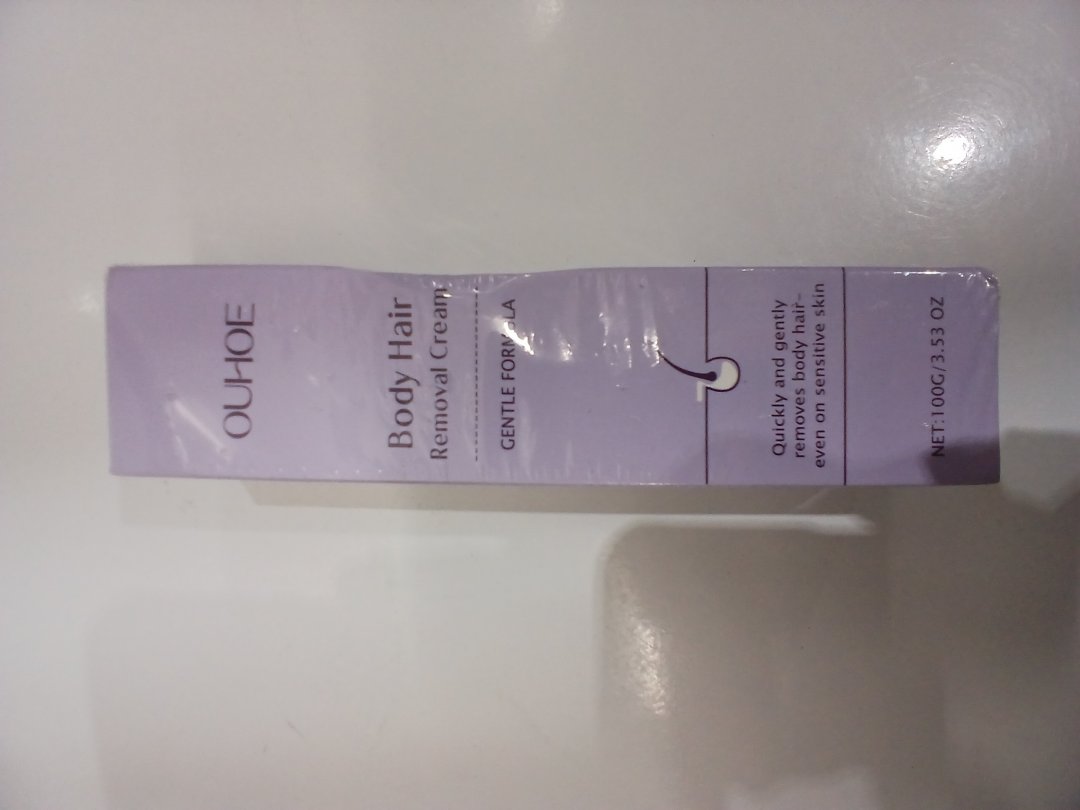 OUHOE
Body Hair
Removal Cream
GENTLE FORMULA
Quickly and gently
removes body hair-
even on sensitive skin
NET:100G/3.53 OZ